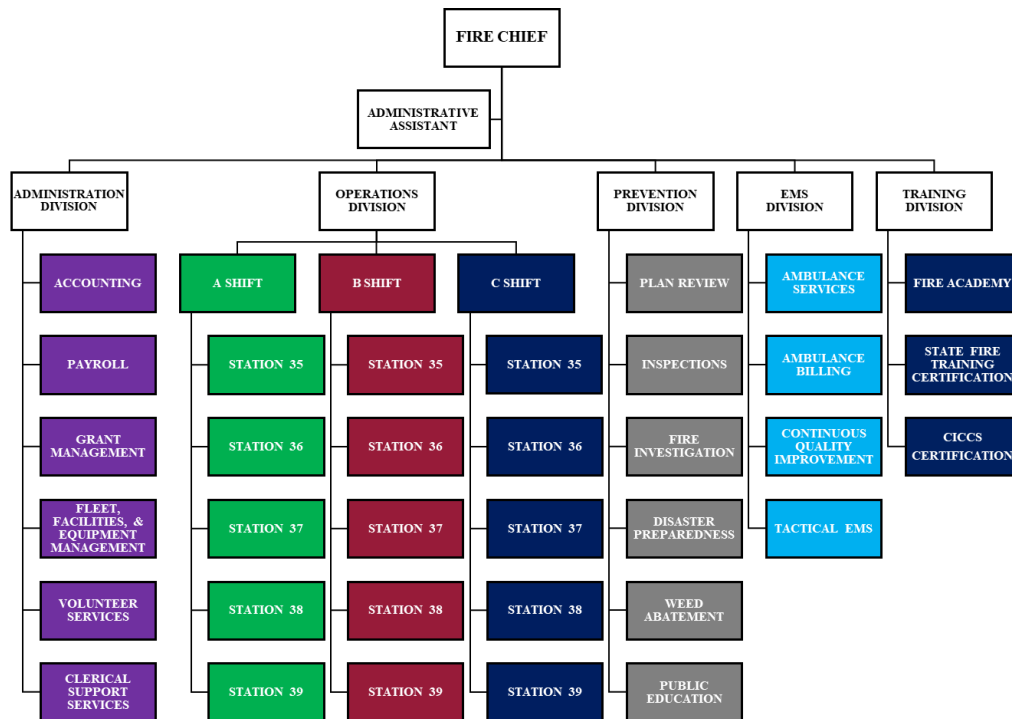 FIRE CHIEF
ADMINISTRATIVE
ASSISTANT
ADMINISTRATION
DIVISION
OPERATIONS
DIVISION
PREVENTION
DIVISION
EMS
DIVISION
TRAINING
DIVISION
ACCOUNTING
A SHIFT
B SHIFT
C SHIFT
PLAN REVIEW
AMBULANCE
SERVICES
FIRE ACADEMY
PAYROLL
STATION 35
STATION 35
STATION 35
INSPECTIONS
AMBULANCE
BILLING
STATE FIRE
TRAINING
CERTIFICATION
GRANT
MANAGEMENT
STATION 36
STATION 36
STATION 36
FIRE
INVESTIGATION
CONTINUOUS
QUALITY
IMPROVEMENT
CICCS
CERTIFICATION
FLEET,
FACILITIES, &
EQUIPMENT
MANAGEMENT
STATION 37
STATION 37
STATION 37
DISASTER
PREPAREDNESS
TACTICAL EMS
VOLUNTEER
SERVICES
STATION 38
STATION 38
STATION 38
WEED
ABATEMENT
CLERICAL
SUPPORT
SERVICES
STATION 39
STATION 39
STATION 39
PUBLIC
EDUCATION